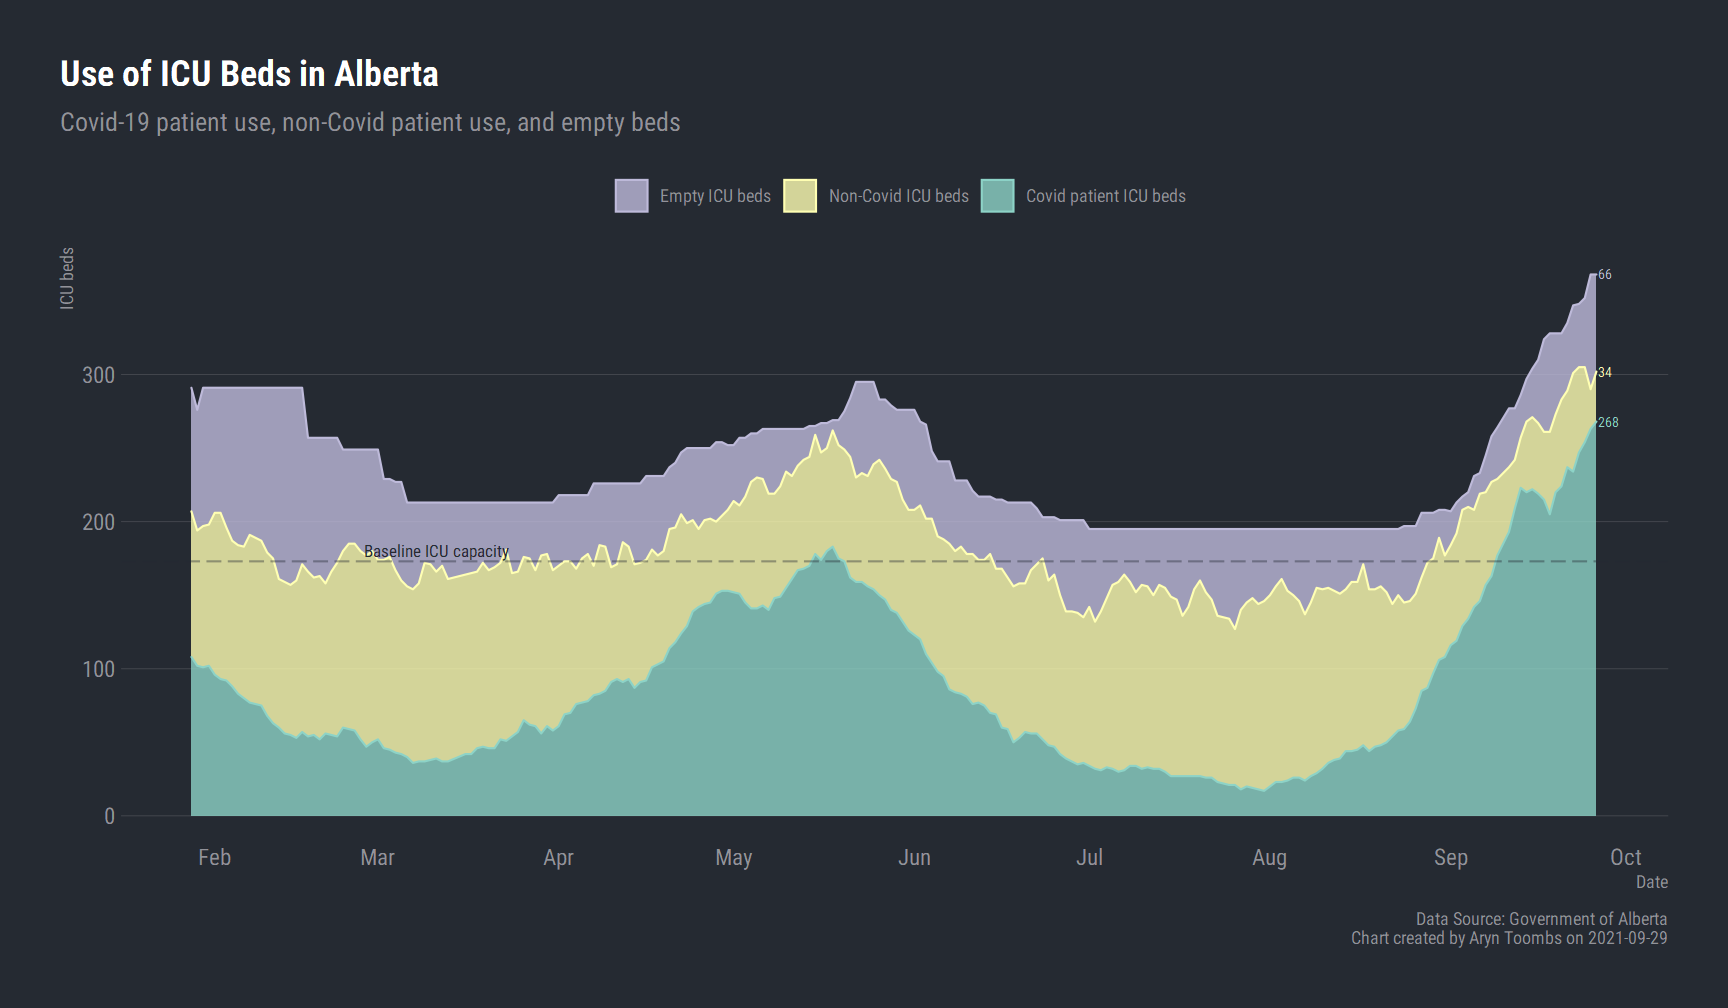 Use of ICU Beds in Alberta
Covid-19 patient use, non-Covid patient use, and empty beds
Empty ICU beds
Non-Covid ICU beds
Covid patient ICU beds
ICU beds
66
300
34
268
200
Baseline ICU capacity
100
0
Feb
Mar
Apr
May
Jun
Jul
Aug
Sep
Oct
Date
Data Source: Government of Alberta
Chart created by Aryn Toombs on 2021-09-29